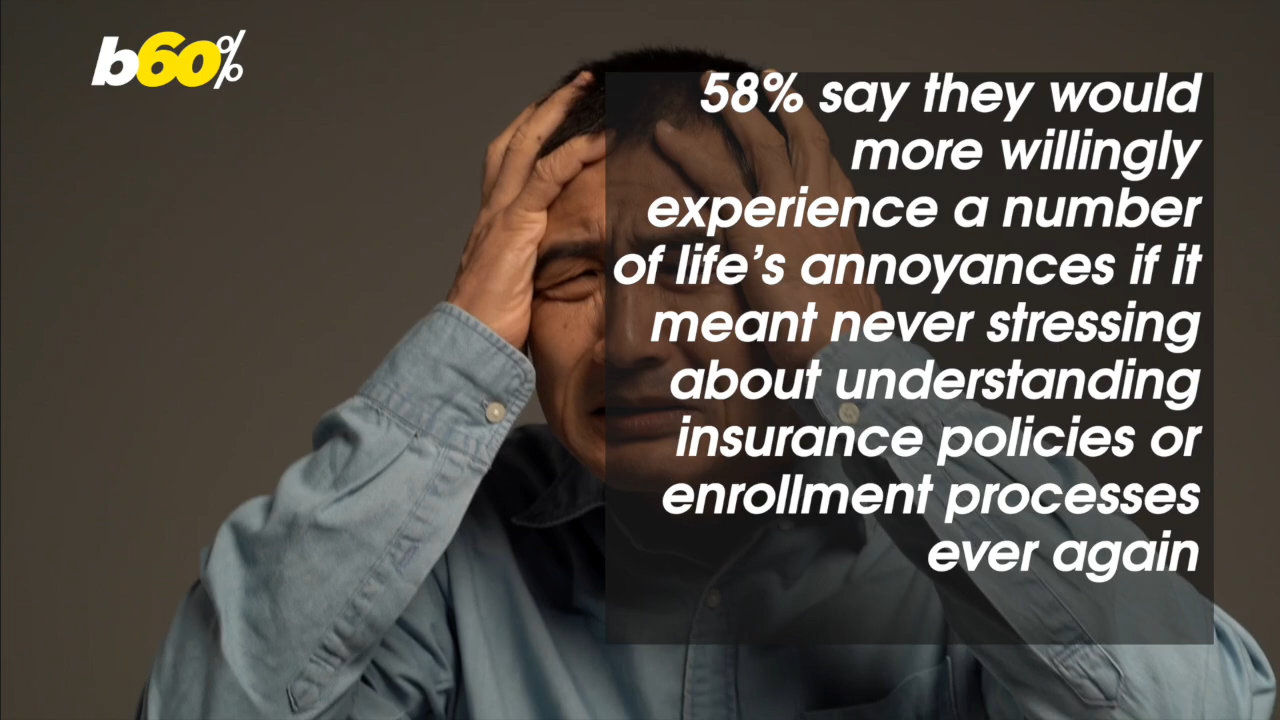 b60%
58% say they would
more willingly
experience a number
of life’s annoyances if it
meant never stressing
about understanding
insurance policies or
enrollment processes
ever again